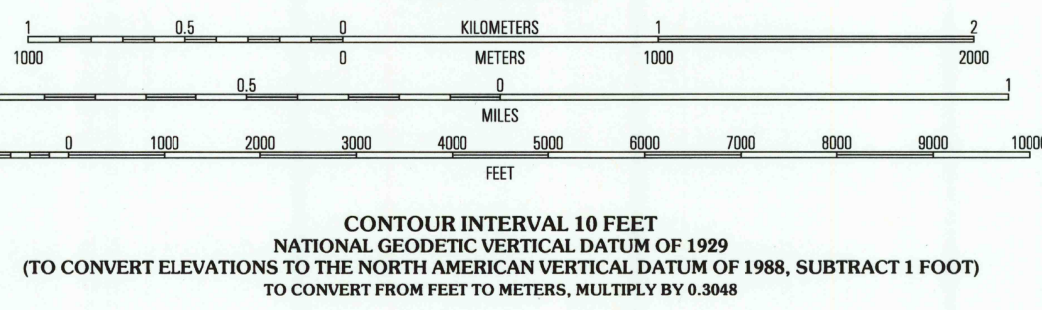 1 0.5 0 KILOMETERS 1 2
1000 0 METERS 1000 2000
0.5 0 1
MILES
0 1000 2000 3000 4000 5000 6000 7000 8000 9000 10000
FEET
CONTOUR INTERVAL 10 FEET
NATIONAL GEODETIC VERTICAL DATUM OF 1929
(TO CONVERT ELEVATIONS TO THE NORTH AMERICAN VERTICAL DATUM OF 1988, SUBTRACT 1 FOOT)
TO CONVERT FROM FEET TO METERS, MULTIPLY BY 0.3048